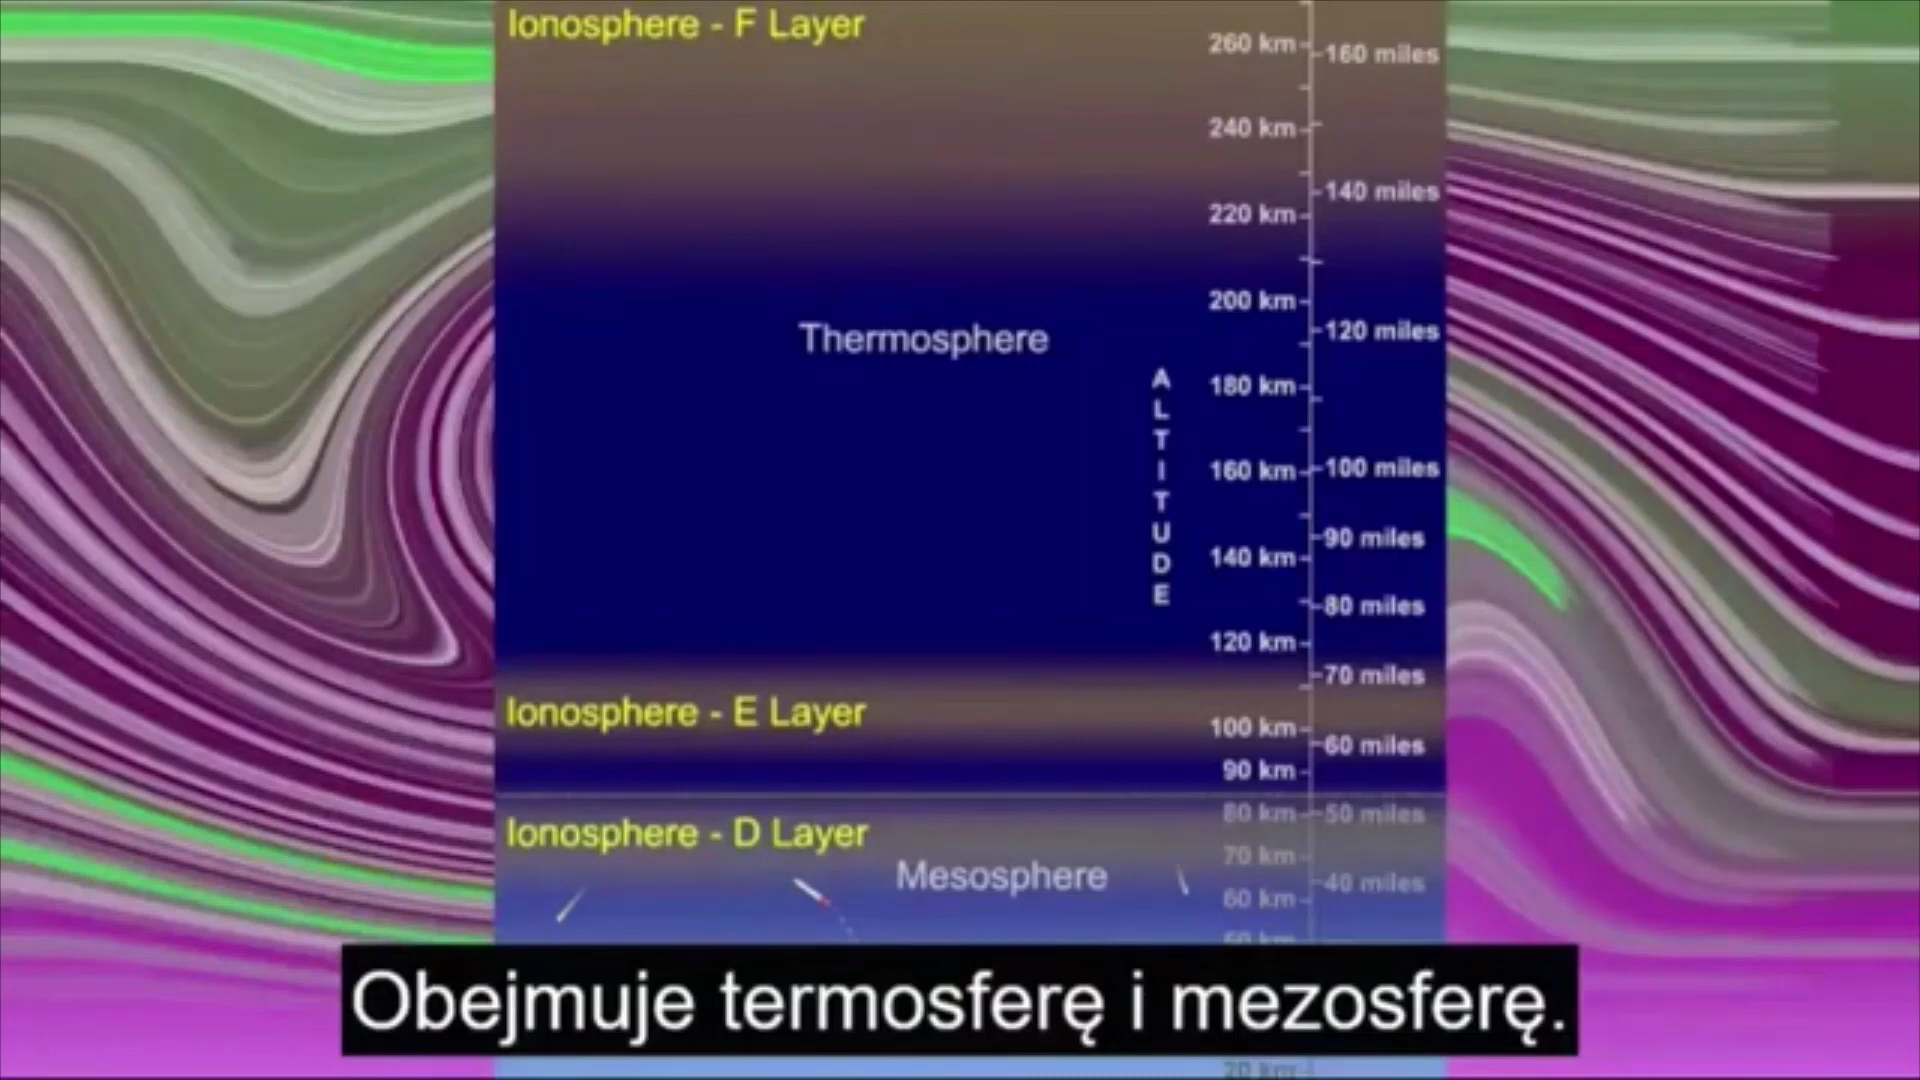 Ionosphere - F Layer
260 km
160 miles
240 km
140 miles
220 km
200 km
Thermosphere
120 miles
ALTITUDE
180 km
160 km
100 miles
90 miles
140 km
80 miles
120 km
70 miles
Ionosphere - E Layer
100 km
60 miles
90 km
80 km
50 miles
Ionosphere - D Layer
70 km
Mesosphere
40 miles
60 km
Obejmuje termosferę i mezosferę.
20 km